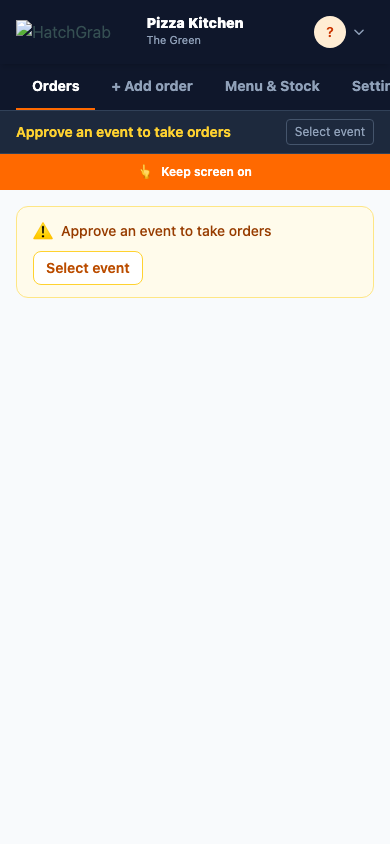 HatchGrab
Pizza Kitchen
The Green
?
Orders
+ Add order
Menu & Stock
Settin
Approve an event to take orders
Select event
Keep screen on
Approve an event to take orders
Select event